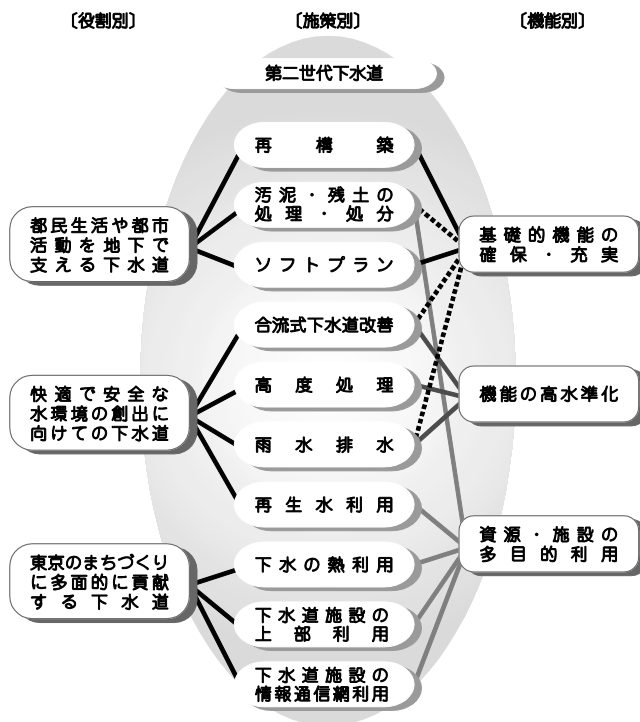 〔役割別〕
〔施策別〕
〔機能別〕
第二世代下水道
再構築
汚泥・残土の
処理・処分
ソフトプラン
合流式下水道改善
高度処理
雨水排水
再生水利用
下水の熱利用
下水道施設の
上部利用
下水道施設の
情報通信網利用
都民生活や都市
活動を地下で
支える下水道
快適で安全な
水環境の創出に
向けての下水道
東京のまちづくり
に多面的に貢献
する下水道
基礎的機能の
確保・充実
機能の高水準化
資源・施設の
多目的利用